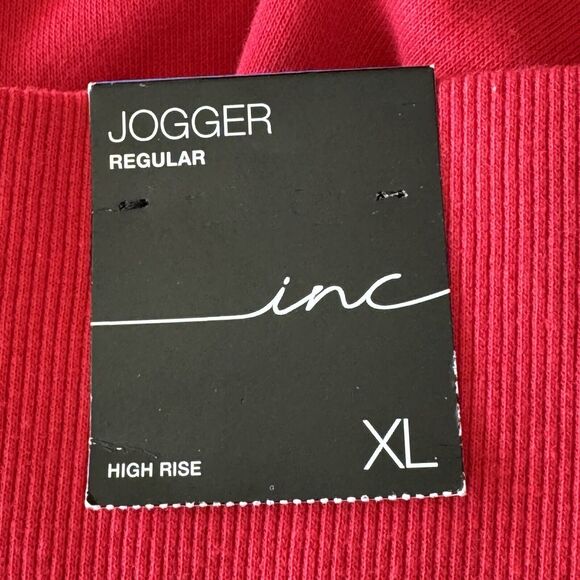 JOGGER
REGULAR
inc
HIGH RISE
XL